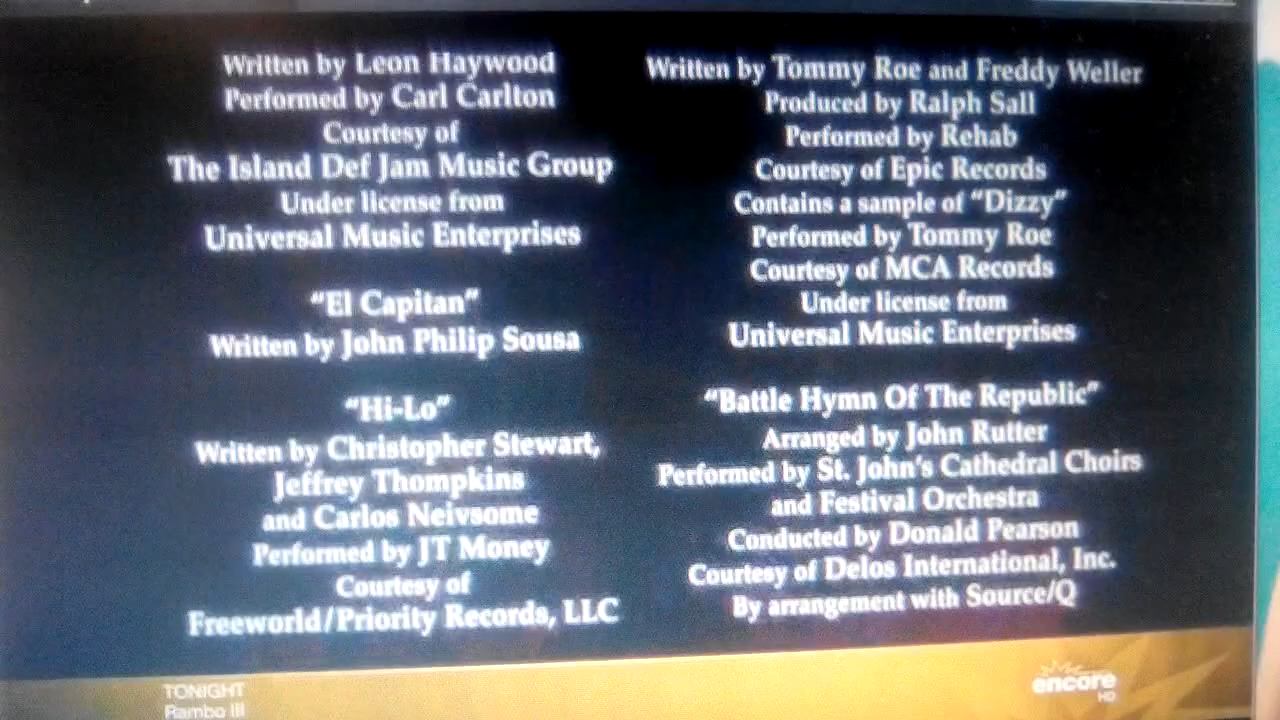 Written by Leon Haywood
Performed by Carl Carlton
Courtesy of
The Island Def Jam Music Group
Under license from
Universal Music Enterprises
“El Capitan”
Written by John Philip Sousa
“Hi-Lo”
Written by Christopher Stewart,
Jeffrey Thompkins
and Carlos Neivsome
Performed by JT Money
Courtesy of
Freeworld/Priority Records, LLC
Written by Tommy Roe and Freddy Weller
Produced by Ralph Sall
Performed by Rehab
Courtesy of Epic Records
Contains a sample of “Dizzy”
Performed by Tommy Roe
Courtesy of MCA Records
Under license from
Universal Music Enterprises
“Battle Hymn Of The Republic”
Arranged by John Rutter
Performed by St. John’s Cathedral Choirs
and Festival Orchestra
Conducted by Donald Pearson
Courtesy of Delos International, Inc.
By arrangement with Source/Q
TONIGHT
Rambo III
encore
HD